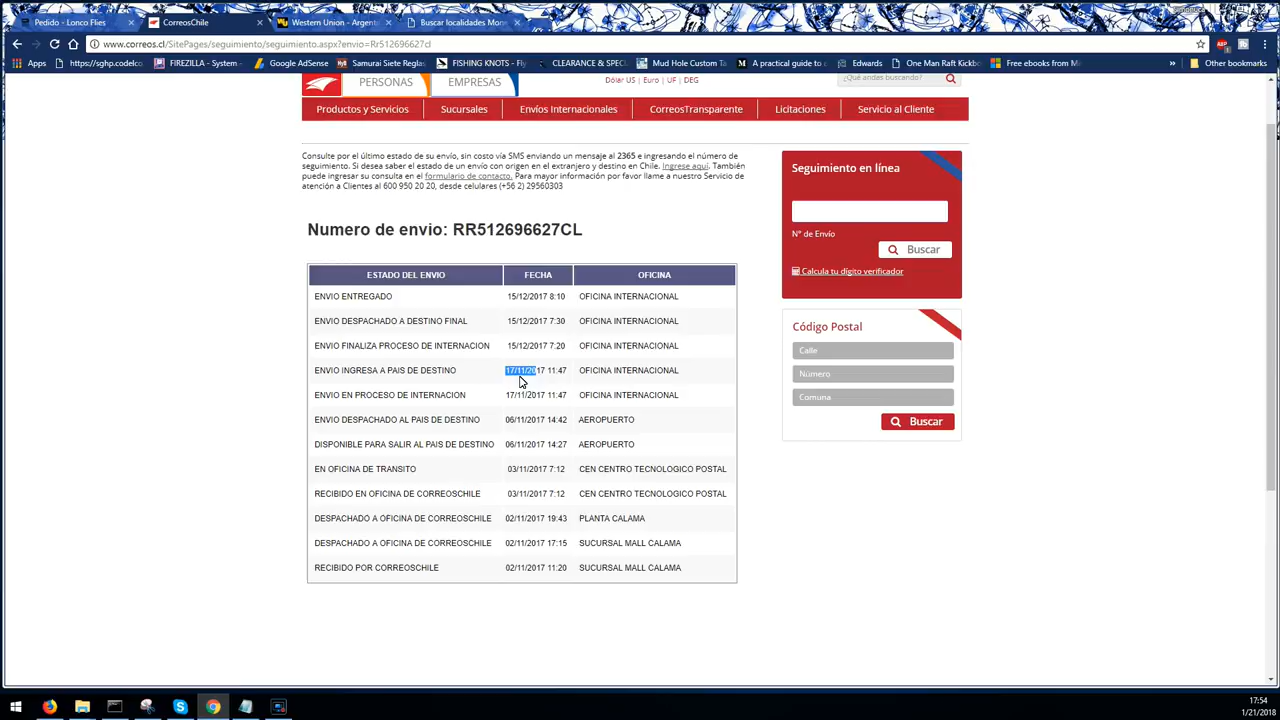 Pedido - Lonco Flies
CorreosChile
Western Union - Argent
Buscar localidades Mon
www.correos.cl/SitePages/seguimiento/seguimiento.aspx?envio=Rr512696627cl
Apps
https://sghp.codelco
FIREZILLA - System
Google AdSense
Samurai Siete Reglas
FISHING KNOTS - Fly
CLEARANCE & SPECIAL
Mud Hole Custom Ta
A practical guide to
Edwards
One Man Raft Kickbo
Free ebooks from M
»
Other bookmarks
PERSONAS
EMPRESAS
Dólar US | Euro | UF | DEG
¿Qué andas buscando?
Productos y Servicios
Sucursales
Envíos Internacionales
CorreosTransparente
Licitaciones
Servicio al Cliente
Consulte por el último estado de su envío, sin costo vía SMS enviando un mensaje al 2365 e ingresando el número de
seguimiento. Si desea saber el estado de un envío con origen en el extranjero y destino en Chile. Ingrese aquí. También
puede ingresar su consulta en el formulario de contacto. Para mayor información por favor llame a nuestro Servicio de
atención a Clientes al 600 950 20 20, desde celulares (+56 2) 29560303
Numero de envio: RR512696627CL
ESTADO DEL ENVIO FECHA OFICINA
ENVIO ENTREGADO 15/12/2017 8:10 OFICINA INTERNACIONAL
ENVIO DESPACHADO A DESTINO FINAL 15/12/2017 7:30 OFICINA INTERNACIONAL
ENVIO FINALIZA PROCESO DE INTERNACION 15/12/2017 7:20 OFICINA INTERNACIONAL
ENVIO INGRESA A PAIS DE DESTINO 17/11/2017 11:47 OFICINA INTERNACIONAL
ENVIO EN PROCESO DE INTERNACION 17/11/2017 11:47 OFICINA INTERNACIONAL
ENVIO DESPACHADO AL PAIS DE DESTINO 06/11/2017 14:42 AEROPUERTO
DISPONIBLE PARA SALIR AL PAIS DE DESTINO 06/11/2017 14:27 AEROPUERTO
EN OFICINA DE TRANSITO 03/11/2017 7:12 CEN CENTRO TECNOLOGICO POSTAL
RECIBIDO EN OFICINA DE CORREOSCHILE 03/11/2017 7:12 CEN CENTRO TECNOLOGICO POSTAL
DESPACHADO A OFICINA DE CORREOSCHILE 02/11/2017 19:43 PLANTA CALAMA
DESPACHADO A OFICINA DE CORREOSCHILE 02/11/2017 17:15 SUCURSAL MALL CALAMA
RECIBIDO POR CORREOSCHILE 02/11/2017 11:20 SUCURSAL MALL CALAMA
Seguimiento en línea
N° de Envío
Buscar
Calcula tu dígito verificador
Código Postal
Calle
Número
Comuna
Buscar
17:54
1/21/2018